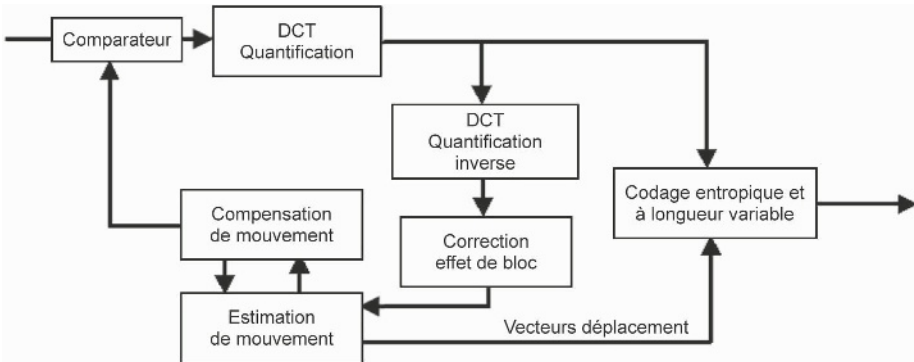 Comparateur
DCT
Quantification
DCT
Quantification
inverse
Codage entropique et
à longueur variable
Compensation
de mouvement
Correction
effet de bloc
Estimation
de mouvement
Vecteurs déplacement